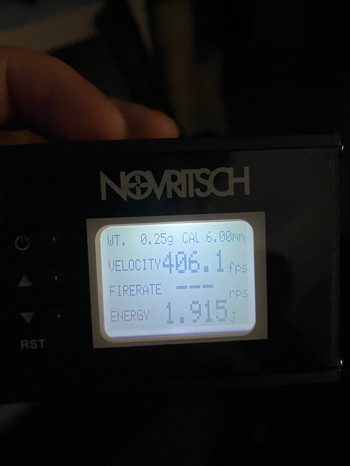 NOVRITSCH
WT. 0.25g CAL 6.00mm
VELOCITY 406.1 fps
FIRERATE --- rps
ENERGY 1.915 J
RST